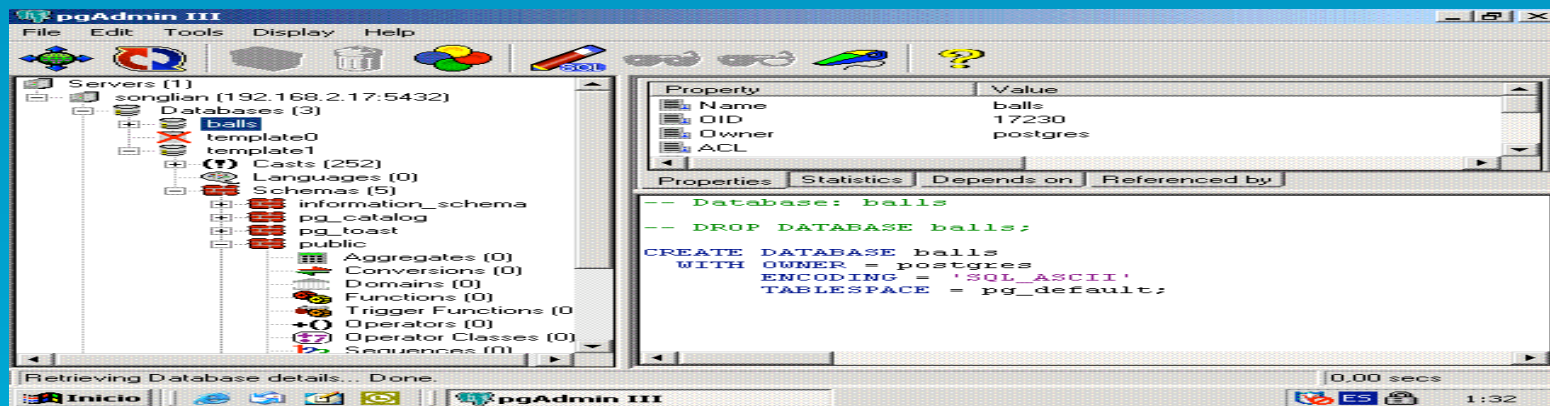 pgAdmin III
File Edit Tools Display Help
SQL
Servers (1)
songlian (192.168.2.17:5432)
Databases (3)
balls
template0
template1
Casts (252)
Languages (0)
Schemas (5)
information_schema
pg_catalog
pg_toast
public
Aggregates (0)
Conversions (0)
Domains (0)
Functions (0)
Trigger Functions (0
Operators (0)
Operator Classes (0)
Sequences (0)
Property Value
Name balls
OID 17230
Owner postgres
ACL
Properties Statistics Depends on Referenced by
-- Database: balls
-- DROP DATABASE balls;
CREATE DATABASE balls
WITH OWNER = postgres
ENCODING = 'SQL_ASCII'
TABLESPACE = pg_default;
Retrieving Database details... Done.
0,00 secs
Inicio pgAdmin III ES 1:32